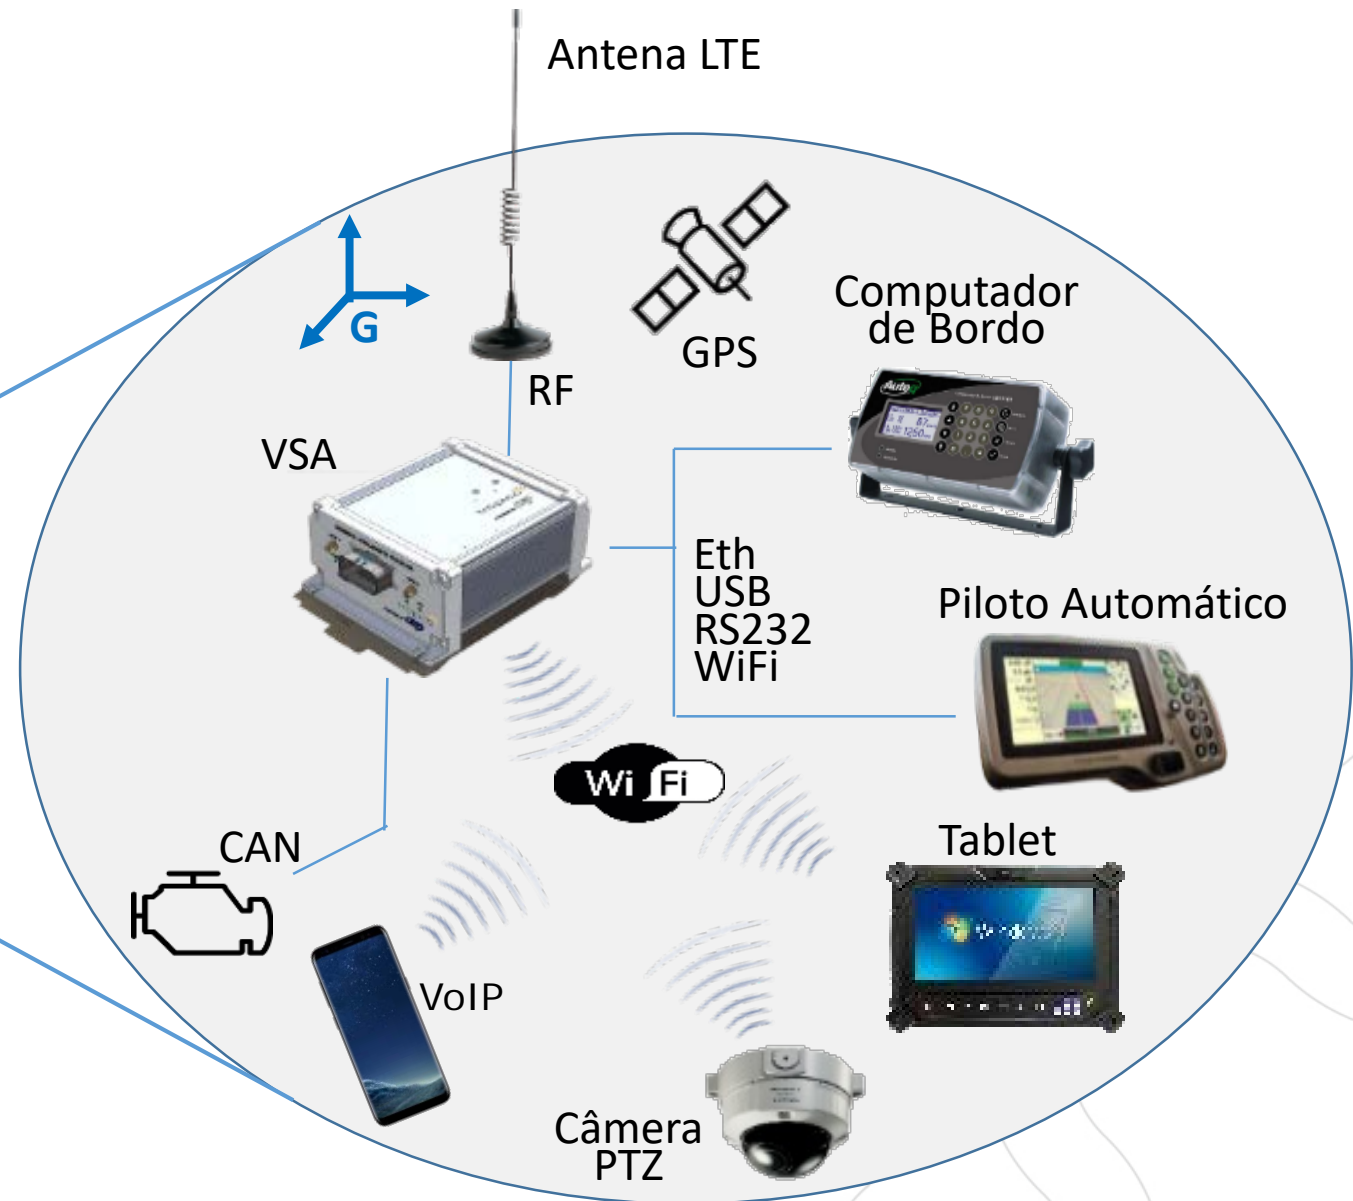 Antena LTE
G
RF
GPS
Computador
de Bordo
VSA
Auto
Eth
USB
RS232
WiFi
Piloto Automático
Wi Fi
CAN
Tablet
VoIP
Câmera
PTZ